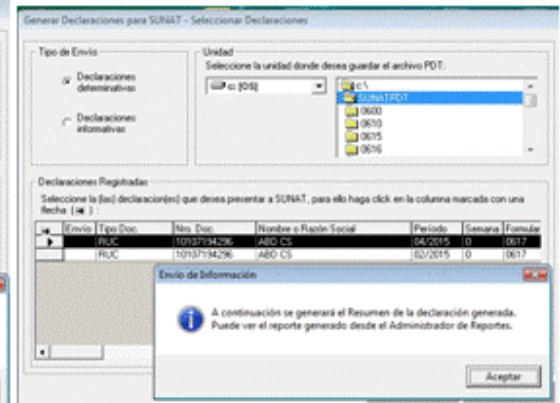 Generar Declaraciones para SUNAT - Seleccionar Declaraciones
Tipo de Envío
Declaraciones determinativas
Declaraciones informativas
Unidad
Seleccione la unidad donde desea guardar el archivo PDT:
c: [OS]
c:\
SUNATPDT
0600
0610
0615
0616
Declaraciones Registradas
Seleccione la (las) declaracion(es) que desea presentar a SUNAT, para ello haga click en la columna marcada con una
flecha
Envío Tipo Doc. Nro. Doc. Nombre o Razón Social Periodo Semana Formular
RUC 10107194296 ABD CS 04/2015 0 0617
RUC 10107194296 ABD CS 02/2015 0 0617
Envío de Información
A continuación se generará el Resumen de la declaración generada.
Puede ver el reporte generado desde el Administrador de Reportes.
Aceptar